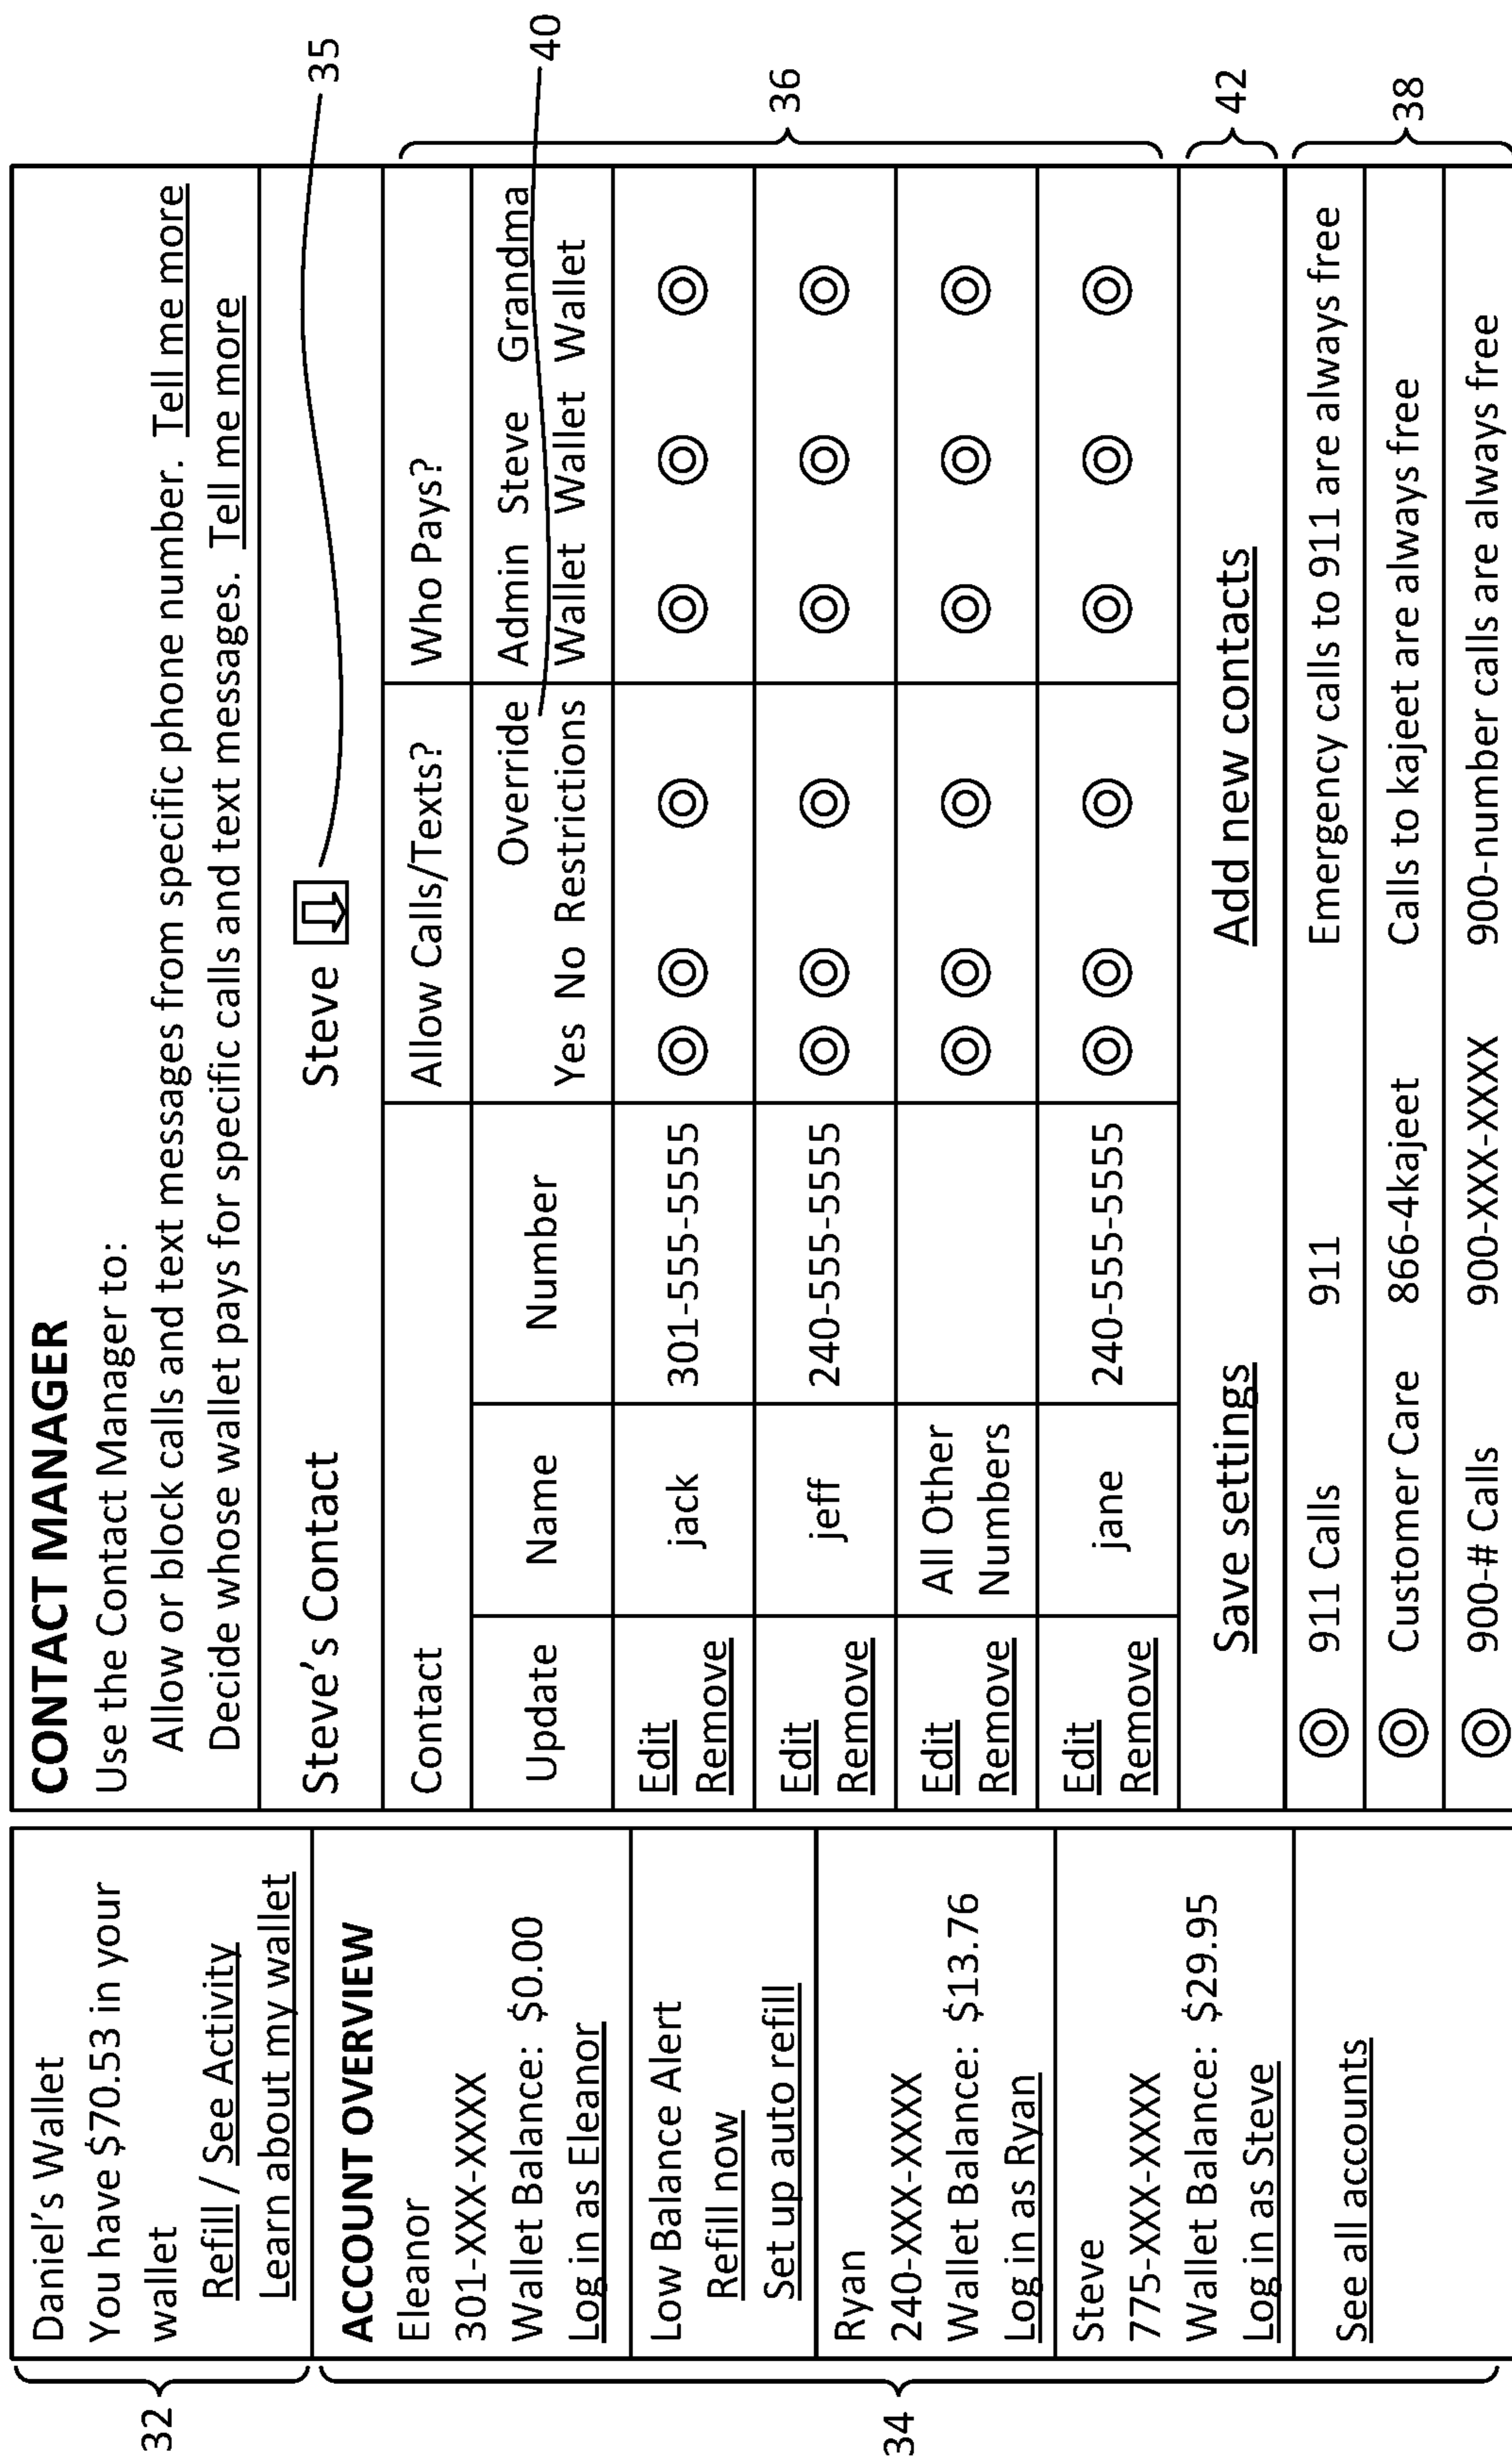 32
Daniel's Wallet
You have $70.53 in your
wallet
Refill / See Activity
Learn about my wallet
34
ACCOUNT OVERVIEW
Eleanor
301-XXX-XXXX
Wallet Balance: $0.00
Log in as Eleanor
Low Balance Alert
Refill now
Set up auto refill
Ryan
240-XXX-XXXX
Wallet Balance: $13.76
Log in as Ryan
Steve
775-XXX-XXXX
Wallet Balance: $29.95
Log in as Steve
See all accounts
CONTACT MANAGER
Use the Contact Manager to:
Allow or block calls and text messages from specific phone number. Tell me more
Decide whose wallet pays for specific calls and text messages. Tell me more
Steve's Contact Steve 35
Contact Allow Calls/Texts? Who Pays?
Override Admin Steve Grandma 40
Update Name Number Yes No Restrictions Wallet Wallet Wallet
Edit
Remove jack 301-555-5555
36
Edit
Remove jeff 240-555-5555
Edit All Other
Remove Numbers
Edit
Remove jane 240-555-5555
Save settings Add new contacts 42
911 Calls 911 Emergency calls to 911 are always free
Customer Care 866-4kajeet Calls to kajeet are always free 38
900-# Calls 900-XXX-XXXX 900-number calls are always free